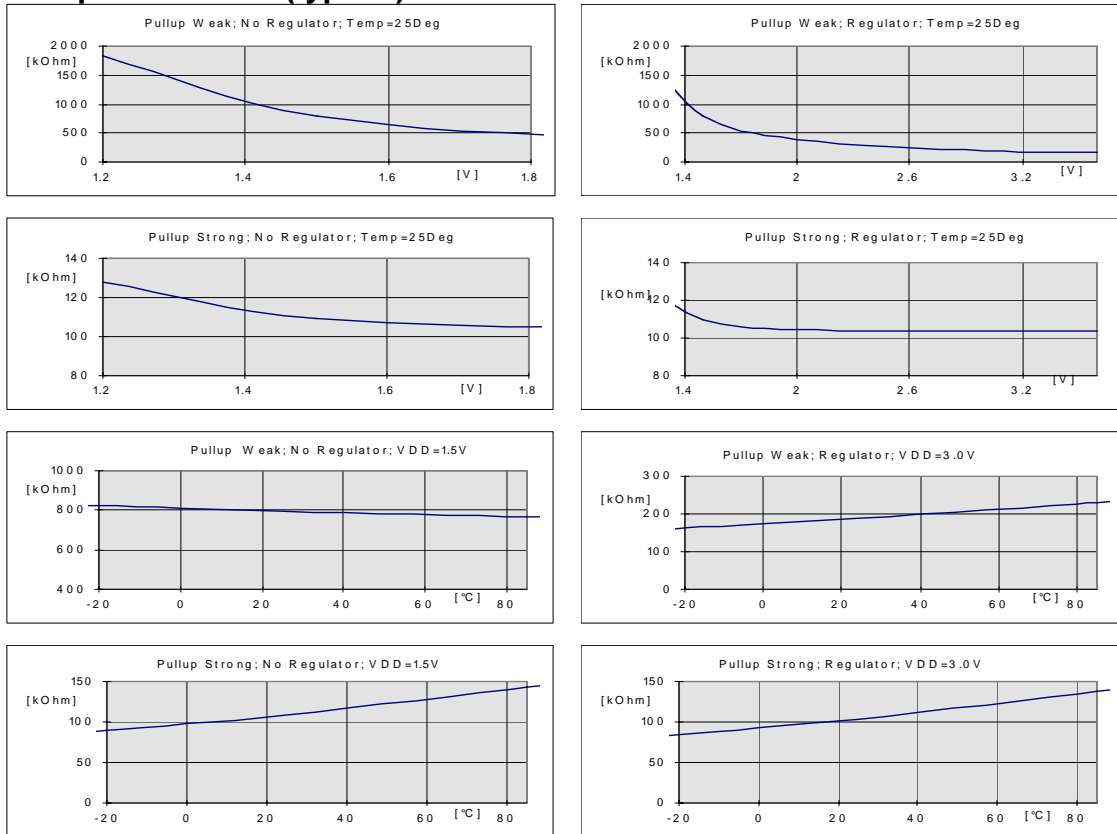 Pullup Weak; No Regulator; Temp=25Deg
2000
[kOhm]
1500
1000
500
0
1.2 1.4 1.6 [V] 1.8
Pullup Weak; Regulator; Temp=25Deg
2000
[kOhm]
1500
1000
500
0
1.4 2 2.6 3.2 [V]
Pullup Strong; No Regulator; Temp=25Deg
140
[kOhm]
120
100
80
1.2 1.4 1.6 [V] 1.8
Pullup Strong; Regulator; Temp=25Deg
140
[kOhm]
120
100
80
1.4 2 2.6 3.2 [V]
Pullup Weak; No Regulator; VDD=1.5V
1000
[kOhm]
800
600
400
-20 0 20 40 60 [°C] 80
Pullup Weak; Regulator; VDD=3.0V
300
[kOhm]
200
100
0
-20 0 20 40 60 [°C] 80
Pullup Strong; No Regulator; VDD=1.5V
150
[kOhm]
100
50
0
-20 0 20 40 60 [°C] 80
Pullup Strong; Regulator; VDD=3.0V
150
[kOhm]
100
50
0
-20 0 20 40 60 [°C] 80